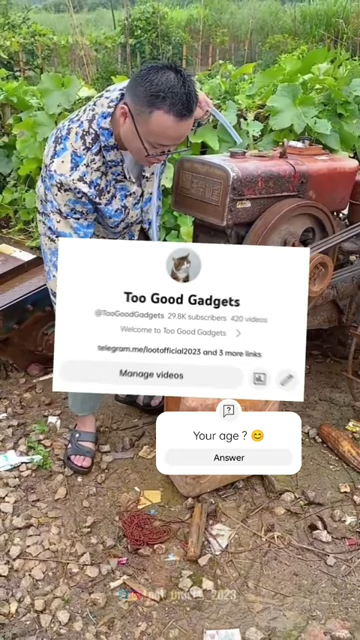 Too Good Gadgets
@TooGoodGadgets 29.8K subscribers 420 videos
Welcome to Too Good Gadgets
telegram.me/lootofficial2023 and 3 more links
Manage videos
Your age ? 😊
Answer